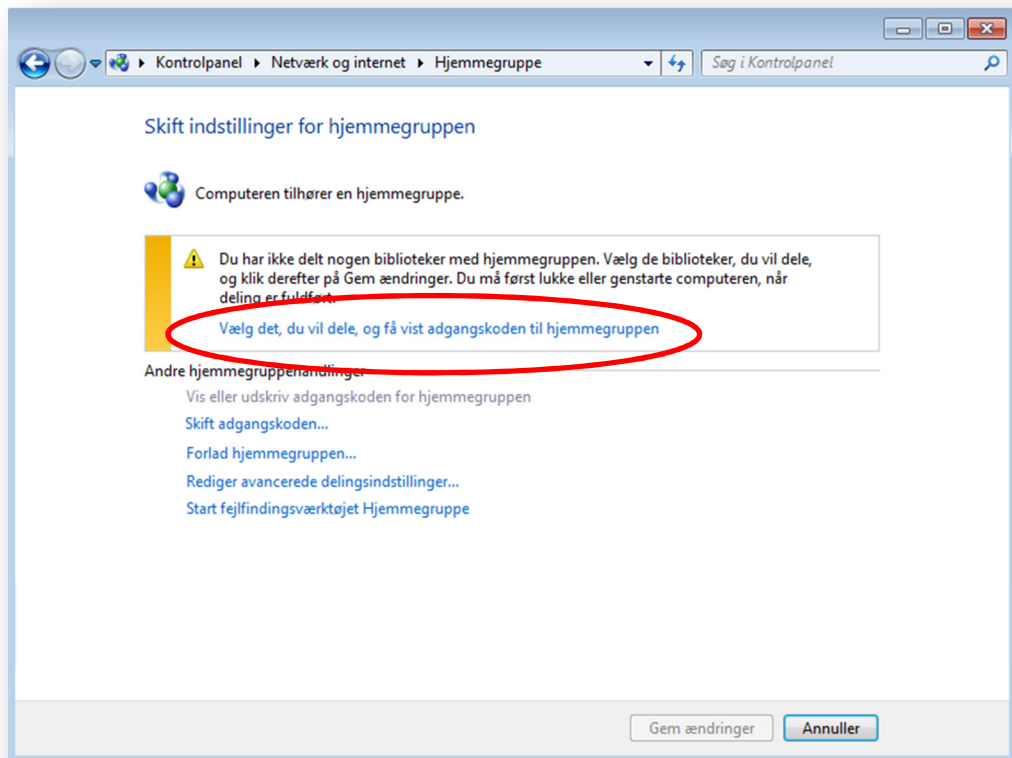 Kontrolpanel Netværk og internet Hjemmegruppe Søg i Kontrolpanel
Skift indstillinger for hjemmegruppen
Computeren tilhører en hjemmegruppe.
Du har ikke delt nogen biblioteker med hjemmegruppen. Vælg de biblioteker, du vil dele,
og klik derefter på Gem ændringer. Du må først lukke eller genstarte computeren, når
deling er fuldført.
Vælg det, du vil dele, og få vist adgangskoden til hjemmegruppen
Andre hjemmegruppehandlinger
Vis eller udskriv adgangskoden for hjemmegruppen
Skift adgangskoden...
Forlad hjemmegruppen...
Rediger avancerede delingsindstillinger...
Start fejlfindingsværktøjet Hjemmegruppe
Gem ændringer Annuller